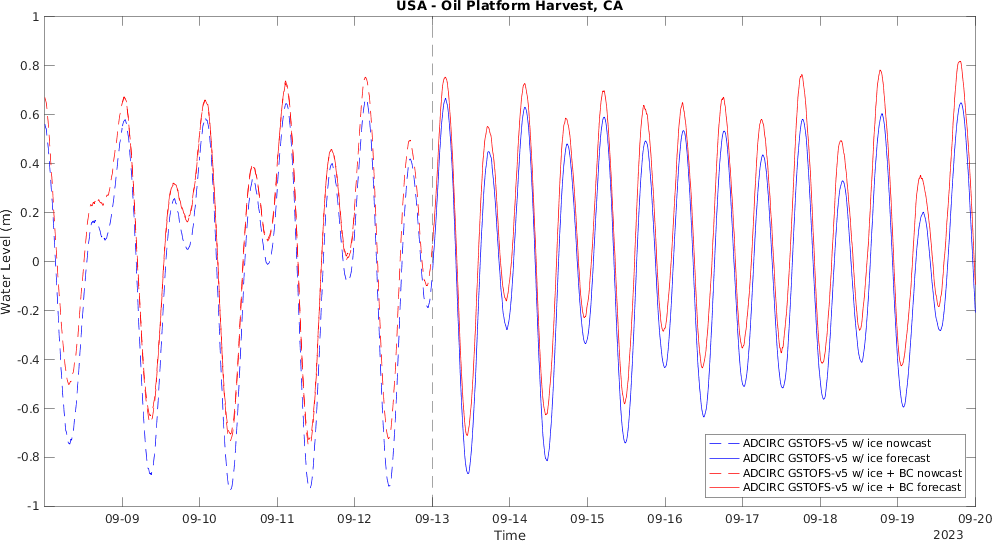 USA - Oil Platform Harvest, CA
1
0.8
0.6
0.4
0.2
0
-0.2
-0.4
-0.6
-0.8
-1
Water Level (m)
09-09 09-10 09-11 09-12 09-13 09-14 09-15 09-16 09-17 09-18 09-19 09-20
Time
2023
ADCIRC GSTOFS-v5 w/ ice nowcast
ADCIRC GSTOFS-v5 w/ ice forecast
ADCIRC GSTOFS-v5 w/ ice + BC nowcast
ADCIRC GSTOFS-v5 w/ ice + BC forecast